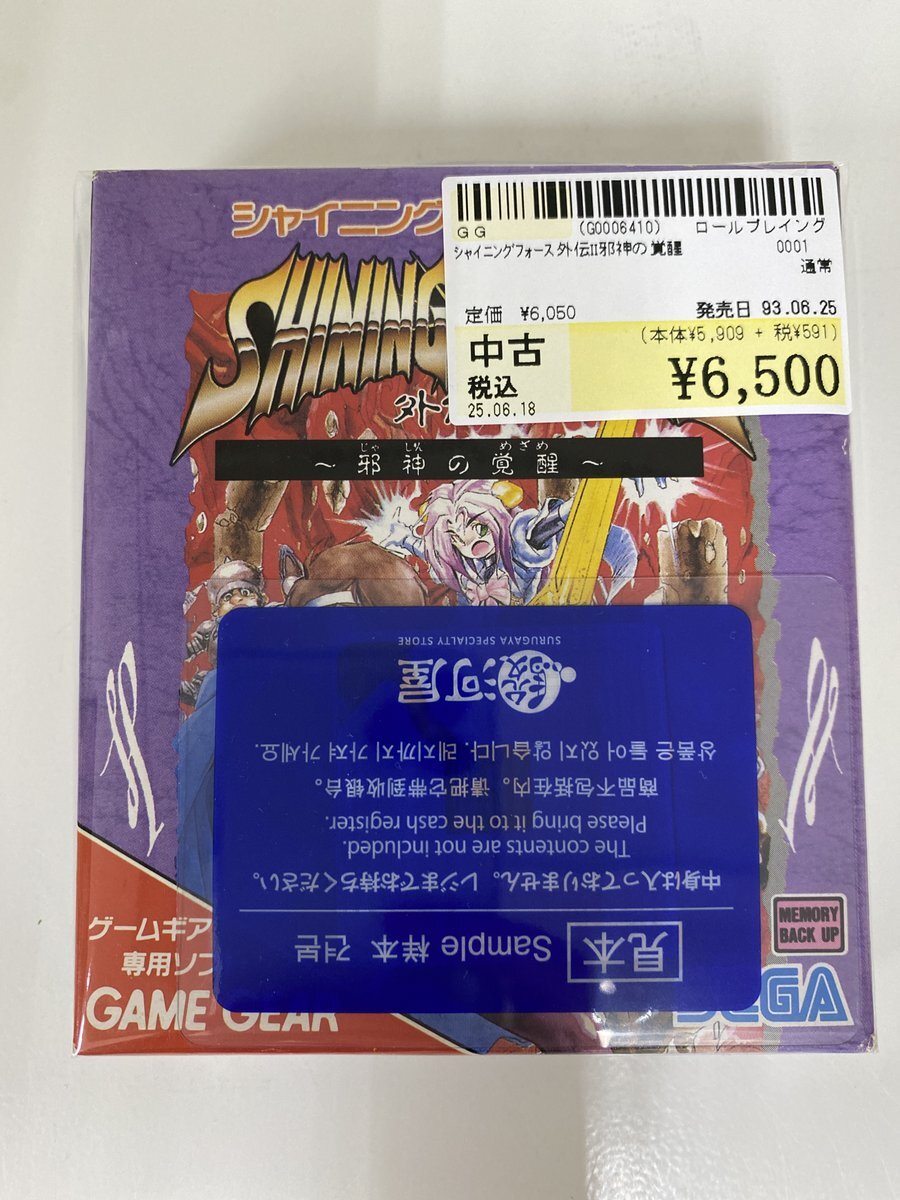 シャイニング
GG (G0006410) ロールプレイング
シャイニングフォース 外伝II邪神の 覚醒 0001
通常
定価 ¥6,050 発売日 93.06.25
中古 (本体¥5,909 + 税¥591)
税込 ¥6,500
25.06.18
SHINING
外
じゃ しん めざめ
~邪神の覚醒~
SURUGAYA SPECIALTY STORE
駿河屋
상품은 들어 있지 않습니다. 레지까지 가져 가세요.
商品不包括在内。请把它带到收银台。
Please bring it to the cash register.
The contents are not included.
中身は入っておりません。レジまでお持ちください。
見本 Sample 样本 견본
ゲームギア
専用ソフ
GAME GEAR
MEMORY
BACK UP
SEGA